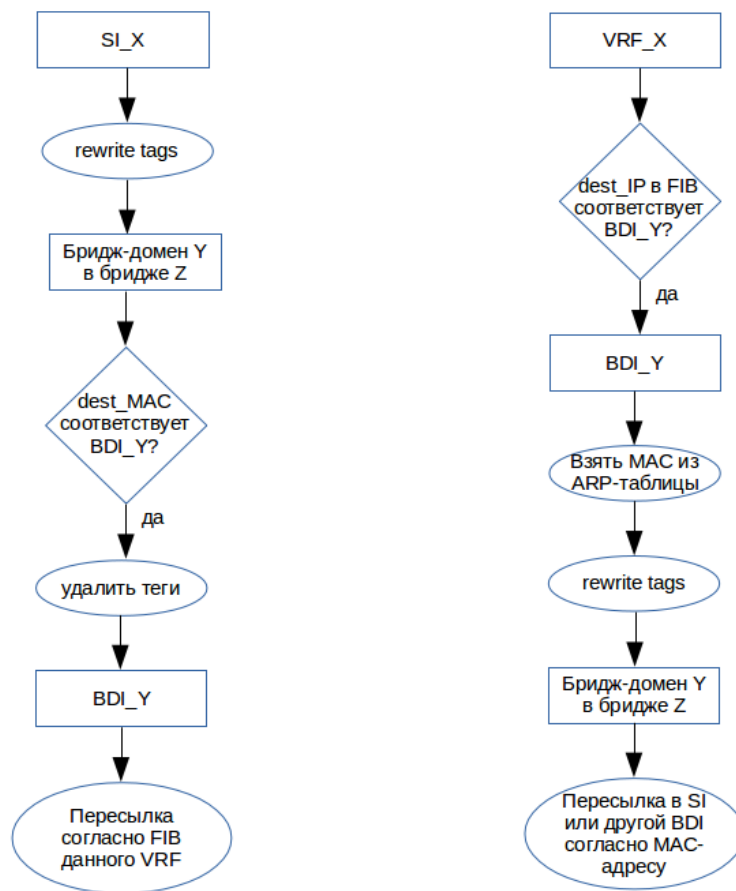 SI_X
rewrite tags
Бридж-домен Y
в бридже Z
dest_MAC
соответствует
BDI_Y?
да
удалить теги
BDI_Y
Пересылка
согласно FIB
данного VRF
VRF_X
dest_IP в FIB
соответствует
BDI_Y?
да
BDI_Y
Взять MAC из
ARP-таблицы
rewrite tags
Бридж-домен Y
в бридже Z
Пересылка в SI
или другой BDI
согласно MAC-
адресу